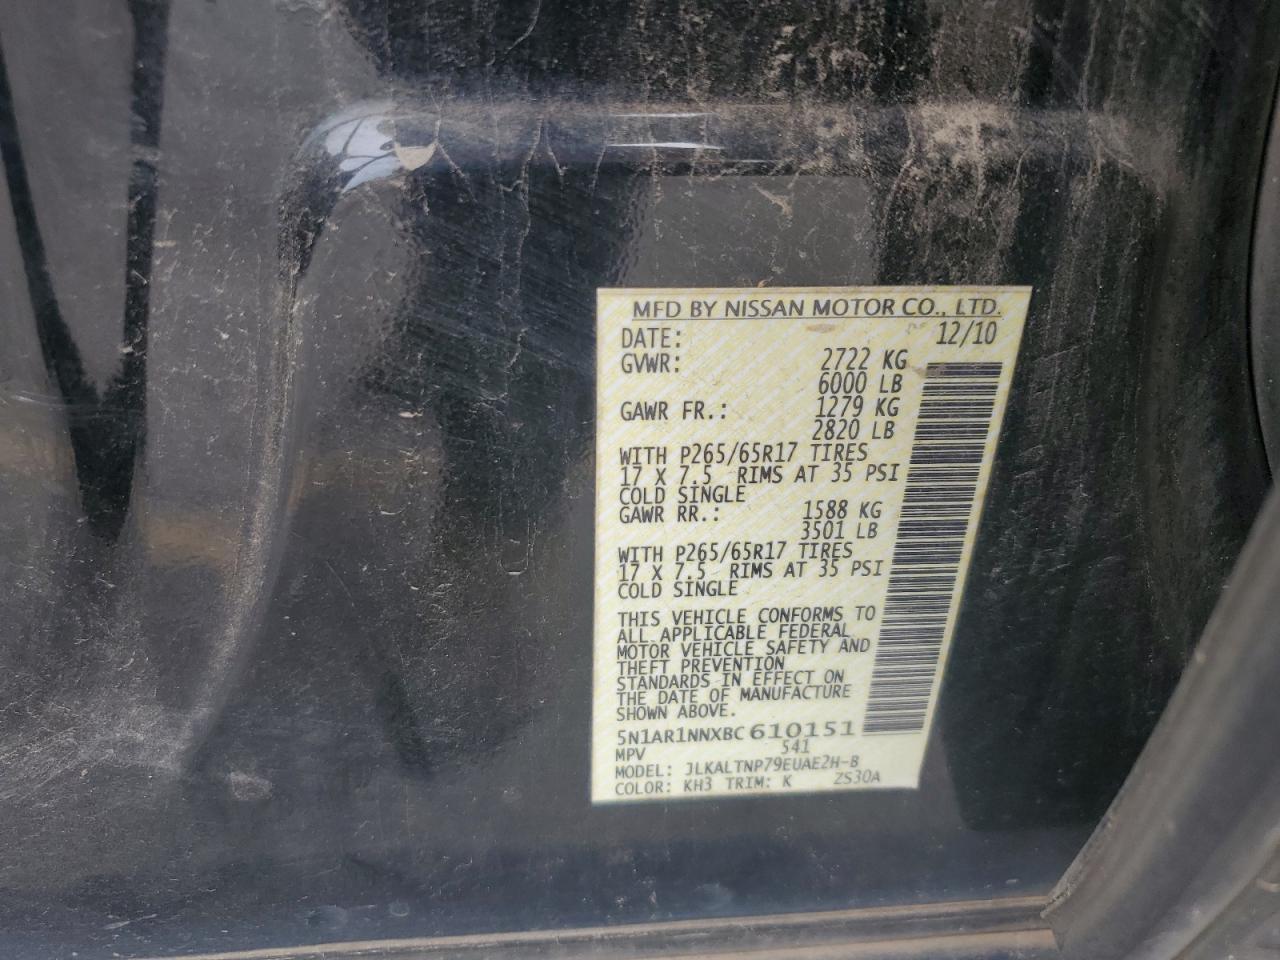 MFD BY NISSAN MOTOR CO., LTD.
DATE: 12/10
GVWR: 2722 KG
6000 LB
GAWR FR.: 1279 KG
2820 LB
WITH P265/65R17 TIRES
17 X 7.5 RIMS AT 35 PSI
COLD SINGLE
GAWR RR.: 1588 KG
3501 LB
WITH P265/65R17 TIRES
17 X 7.5 RIMS AT 35 PSI
COLD SINGLE
THIS VEHICLE CONFORMS TO
ALL APPLICABLE FEDERAL
MOTOR VEHICLE SAFETY AND
THEFT PREVENTION
STANDARDS IN EFFECT ON
THE DATE OF MANUFACTURE
SHOWN ABOVE.
5N1AR1NNXBC610151
MPV 541
MODEL: JLKALTNP79EUAE2H-B
COLOR: KH3 TRIM: K ZS30A